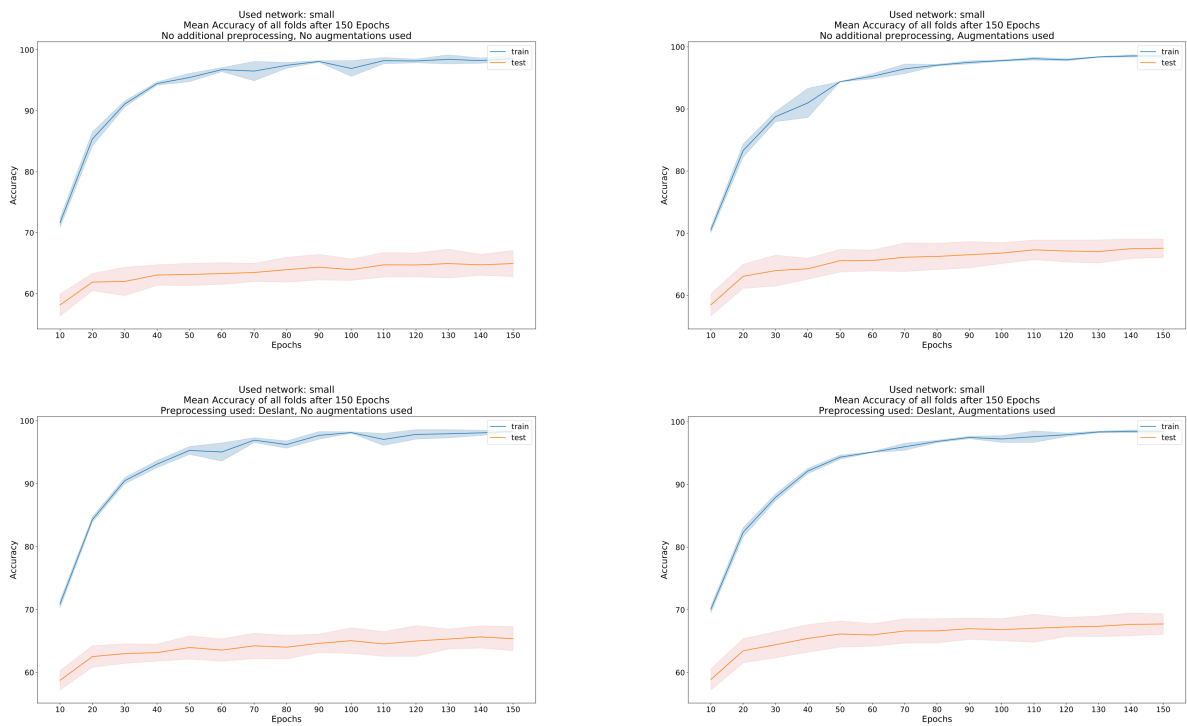 Used network: small
Mean Accuracy of all folds after 150 Epochs
No additional preprocessing, No augmentations used
100
90
80
70
60
Accuracy
train
test
10 20 30 40 50 60 70 80 90 100 110 120 130 140 150
Epochs
Used network: small
Mean Accuracy of all folds after 150 Epochs
No additional preprocessing, Augmentations used
100
90
80
70
60
Accuracy
train
test
10 20 30 40 50 60 70 80 90 100 110 120 130 140 150
Epochs
Used network: small
Mean Accuracy of all folds after 150 Epochs
Preprocessing used: Deslant, No augmentations used
100
90
80
70
60
Accuracy
train
test
10 20 30 40 50 60 70 80 90 100 110 120 130 140 150
Epochs
Used network: small
Mean Accuracy of all folds after 150 Epochs
Preprocessing used: Deslant, Augmentations used
100
90
80
70
60
Accuracy
train
test
10 20 30 40 50 60 70 80 90 100 110 120 130 140 150
Epochs